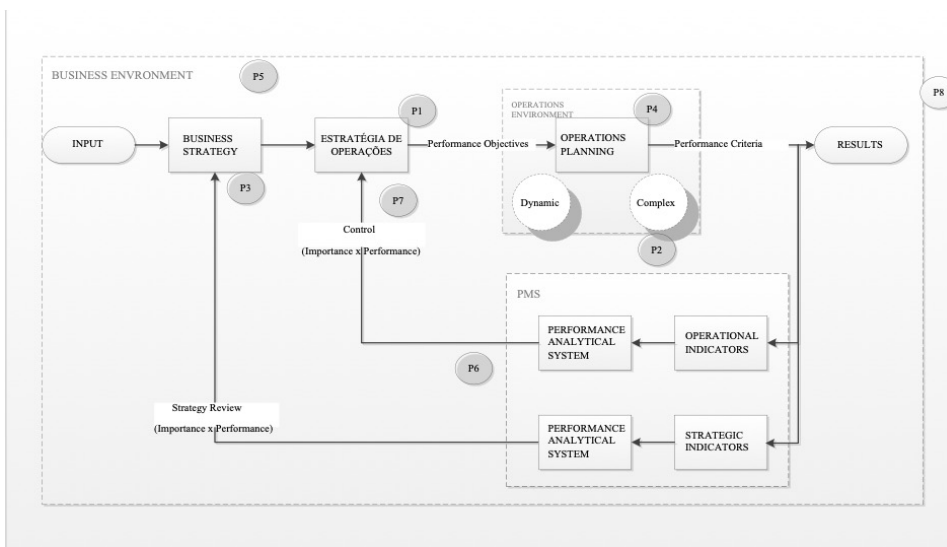 BUSINESS ENVIRONMENT
P5
P8
P1
OPERATIONS
ENVIRONMENT
P4
INPUT
BUSINESS
STRATEGY
ESTRATÉGIA DE
OPERAÇÕES
Performance Objectives
OPERATIONS
PLANNING
Performance Criteria
RESULTS
P3
P7
Dynamic
Complex
Control
(Importance x Performance)
P2
PMS
PERFORMANCE
ANALYTICAL
SYSTEM
OPERATIONAL
INDICATORS
P6
Strategy Review
(Importance x Performance)
PERFORMANCE
ANALYTICAL
SYSTEM
STRATEGIC
INDICATORS